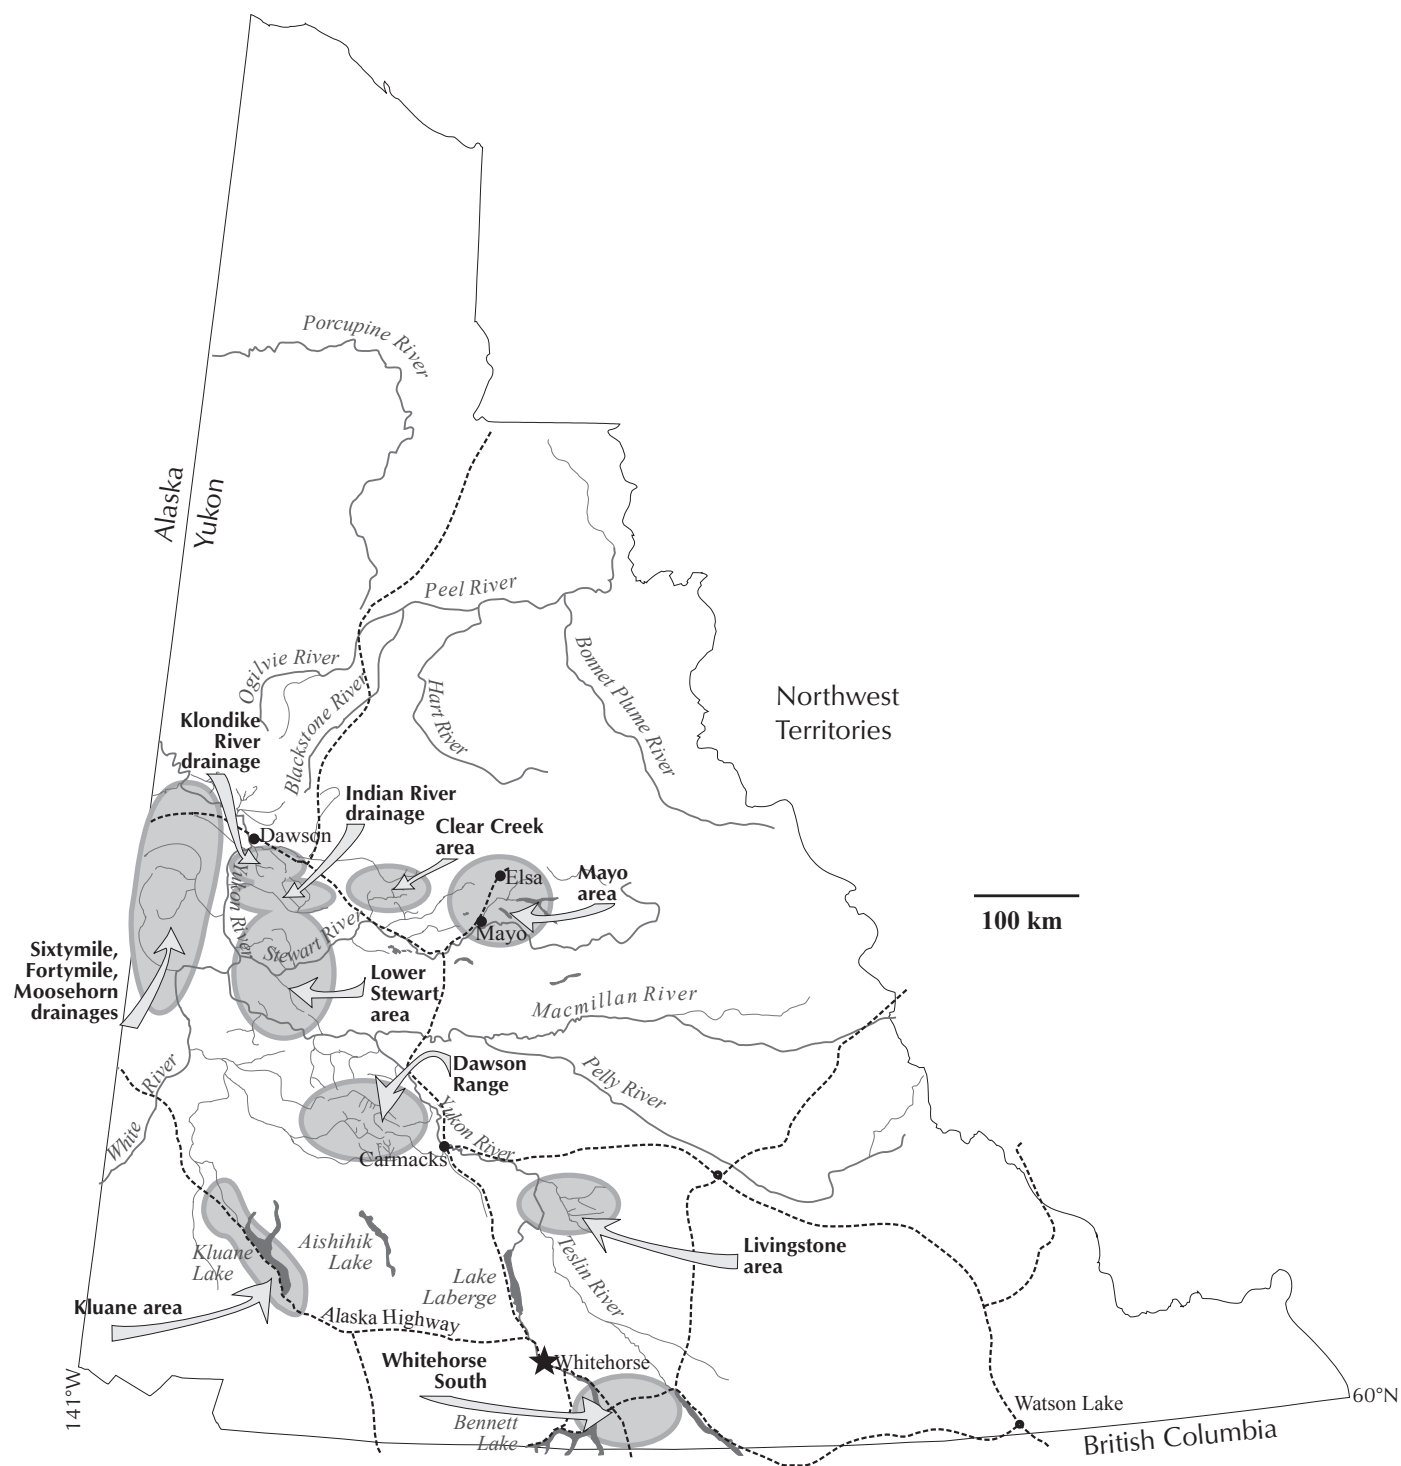 Porcupine River
Alaska
Yukon
Peel River
Ogilvie River
Blackstone River
Hart River
Bonnet Plume River
Northwest
Territories
Klondike
River
drainage
Indian River
drainage
Clear Creek
area
Dawson
Elsa
Mayo
area
Mayo
100 km
Yukon River
Stewart River
Sixtymile,
Fortymile,
Moosehorn
drainages
Lower
Stewart
area
Macmillan River
Dawson
Range
Pelly River
White River
Yukon River
Carmacks
Kluane
Lake
Aishihik
Lake
Lake
Laberge
Teslin River
Livingstone
area
Kluane area
Alaska Highway
Whitehorse
South
Whitehorse
Bennett
Lake
Watson Lake
141°W
60°N
British Columbia